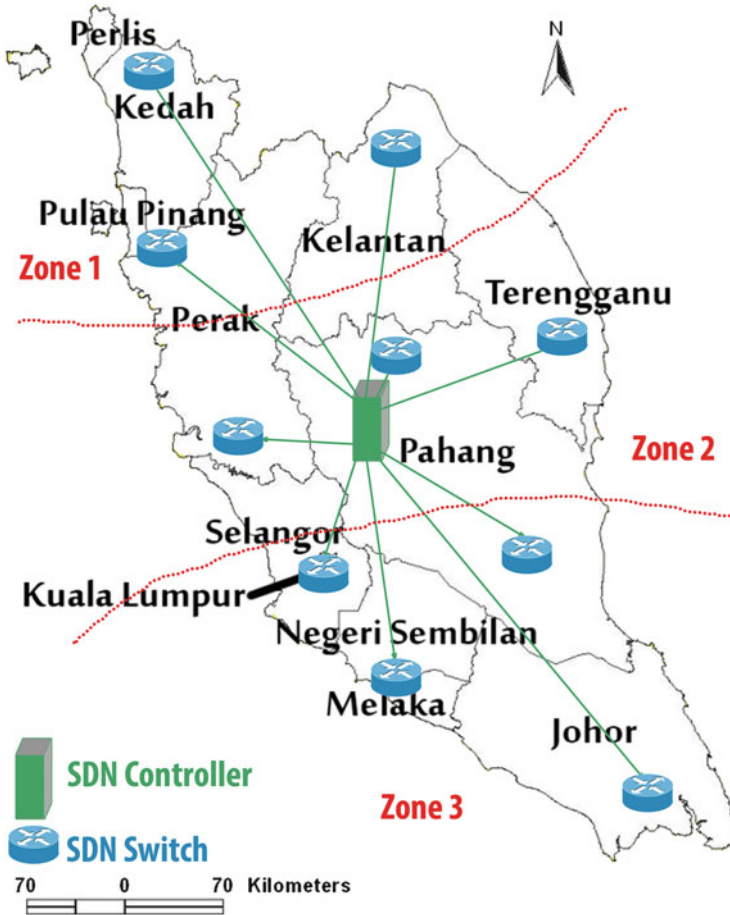 Perlis
N
Kedah
Pulau Pinang
Kelantan
Zone 1
Terengganu
Perak
Pahang
Zone 2
Selangor
Kuala Lumpur
Negeri Sembilan
Melaka
Johor
SDN Controller
Zone 3
SDN Switch
70 0 70 Kilometers